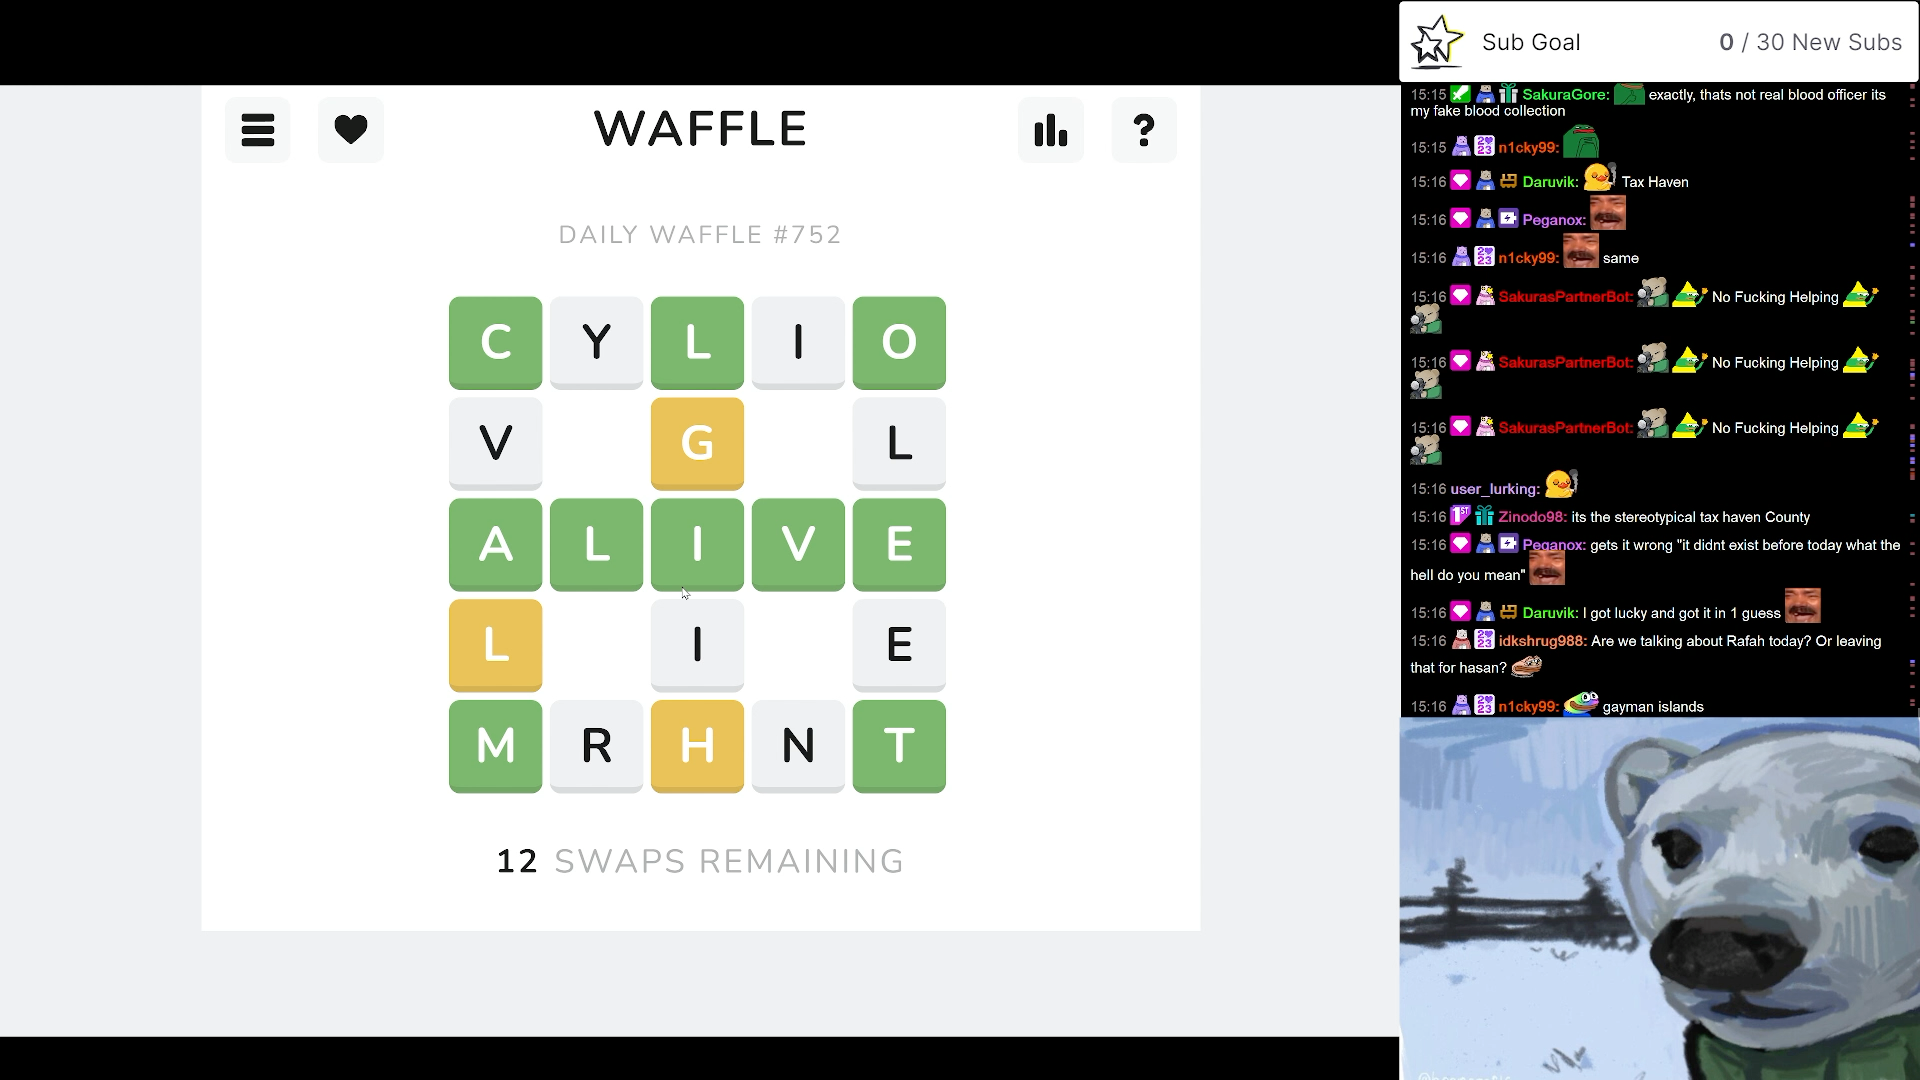 WAFFLE
?
DAILY WAFFLE #752
C Y L I O
V G L
A L I V E
L I E
M R H N T
12 SWAPS REMAINING
Sub Goal 0 / 30 New Subs
15:15 SakuraGore: exactly, thats not real blood officer its
my fake blood collection
15:15 n1cky99:
15:16 Daruvik: Tax Haven
15:16 Peganox:
15:16 n1cky99: same
15:16 SakurasPartnerBot: No Fucking Helping
15:16 SakurasPartnerBot: No Fucking Helping
15:16 SakurasPartnerBot: No Fucking Helping
15:16 user_lurking:
15:16 Zinodo98: its the stereotypical tax haven County
15:16 Peganox: gets it wrong "it didnt exist before today what the
hell do you mean"
15:16 Daruvik: I got lucky and got it in 1 guess
15:16 idkshrug988: Are we talking about Rafah today? Or leaving
that for hasan?
15:16 n1cky99: gayman islands